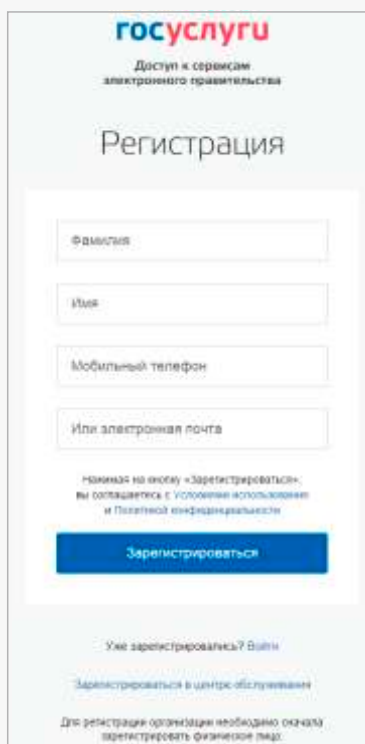 госуслуги
Доступ к сервисам
электронного правительства
Регистрация
Фамилия
Имя
Мобильный телефон
Или электронная почта
Нажимая на кнопку «Зарегистрироваться»,
вы соглашаетесь с Условиями использования
и Политикой конфиденциальности
Зарегистрироваться
Уже зарегистрировались? Войти
Зарегистрироваться в центре обслуживания
Для регистрации организации необходимо сначала
зарегистрировать физическое лицо.